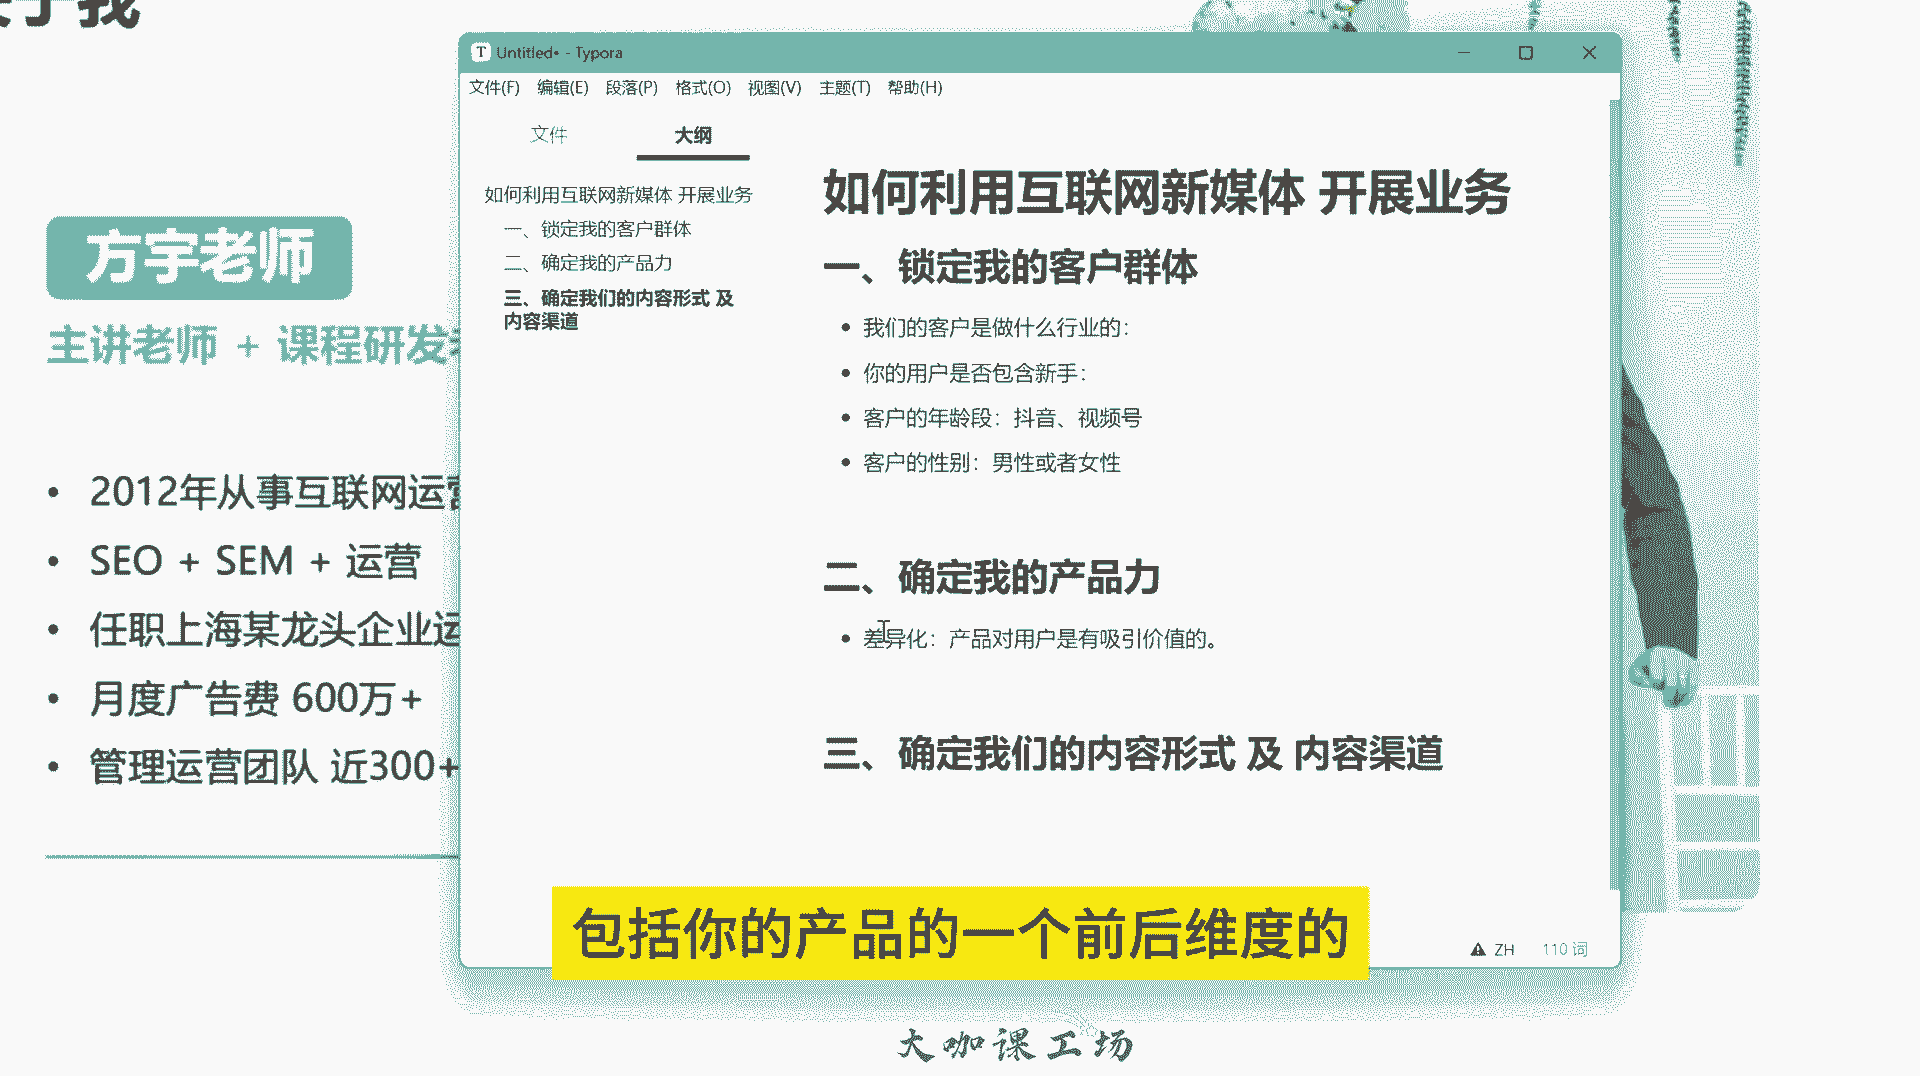 于我
方宇老师
主讲老师 + 课程研发
2012年从事互联网运营
SEO + SEM + 运营
任职上海某龙头企业运
月度广告费 600万+
管理运营团队 近300+
Untitled• - Typora
文件(F) 编辑(E) 段落(P) 格式(O) 视图(V) 主题(T) 帮助(H)
文件 大纲
如何利用互联网新媒体 开展业务
一、锁定我的客户群体
二、确定我的产品力
三、确定我们的内容形式 及
内容渠道
如何利用互联网新媒体 开展业务
一、锁定我的客户群体
我们的客户是做什么行业的：
你的用户是否包含新手：
客户的年龄段：抖音、视频号
客户的性别：男性或者女性
二、确定我的产品力
差异化：产品对用户是有吸引价值的。
三、确定我们的内容形式 及 内容渠道
包括你的产品的一个前后维度的
ZH 110 词
大咖课工场